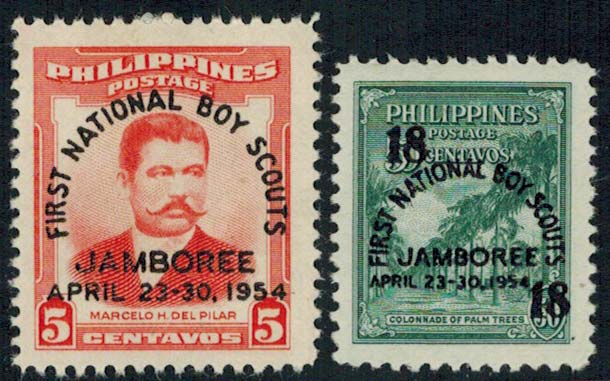 PHILIPPINES
POSTAGE
FIRST NATIONAL BOY SCOUTS
JAMBOREE
APRIL 23-30, 1954
MARCELO H. DEL PILAR
5 CENTAVOS 5
PHILIPPINES
POSTAGE
18
CENTAVOS
FIRST NATIONAL BOY SCOUTS
JAMBOREE
APRIL 23-30, 1954
18
COLONNADE OF PALM TREES